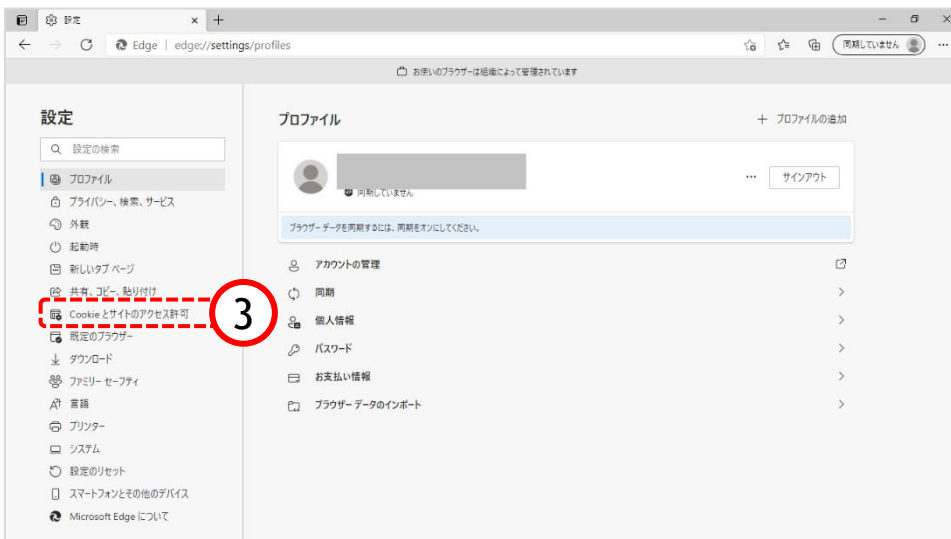 設定
Edge | edge://settings/profiles
同期していません
お使いのブラウザーは組織によって管理されています
設定
設定の検索
プロファイル
プライバシー、検索、サービス
外観
起動時
新しいタブ ページ
共有、コピー、貼り付け
Cookie とサイトのアクセス許可
3
既定のブラウザー
ダウンロード
ファミリー セーフティ
言語
プリンター
システム
設定のリセット
スマートフォンとその他のデバイス
Microsoft Edge について
プロファイル
プロファイルの追加
同期していません
サインアウト
ブラウザー データを同期するには、同期をオンにしてください。
アカウントの管理
同期
個人情報
パスワード
お支払い情報
ブラウザー データのインポート